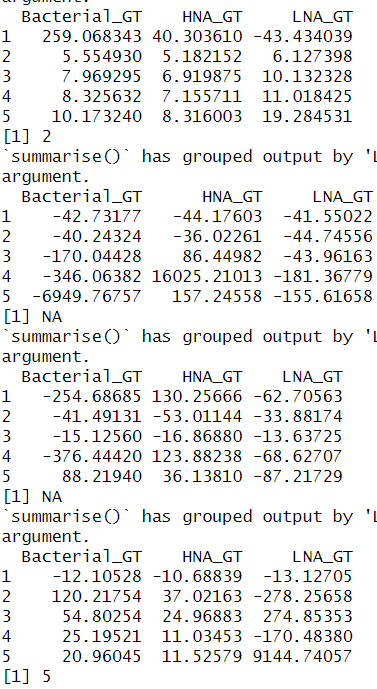 argument.
Bacterial_GT HNA_GT LNA_GT
1 259.068343 40.303610 -43.434039
2 5.554930 5.182152 6.127398
3 7.969295 6.919875 10.132328
4 8.325632 7.155711 11.018425
5 10.173240 8.316003 19.284531
[1] 2
`summarise()` has grouped output by 'L
argument.
Bacterial_GT HNA_GT LNA_GT
1 -42.73177 -44.17603 -41.55022
2 -40.24324 -36.02261 -44.74556
3 -170.04428 86.44982 -43.96163
4 -346.06382 16025.21013 -181.36779
5 -6949.76757 157.24558 -155.61658
[1] NA
`summarise()` has grouped output by 'L
argument.
Bacterial_GT HNA_GT LNA_GT
1 -254.68685 130.25666 -62.70563
2 -41.49131 -53.01144 -33.88174
3 -15.12560 -16.86880 -13.63725
4 -376.44420 123.88238 -68.62707
5 88.21940 36.13810 -87.21729
[1] NA
`summarise()` has grouped output by 'L
argument.
Bacterial_GT HNA_GT LNA_GT
1 -12.10528 -10.68839 -13.12705
2 120.21754 37.02163 -278.25658
3 54.80254 24.96883 274.85353
4 25.19521 11.03453 -170.48380
5 20.96045 11.52579 9144.74057
[1] 5